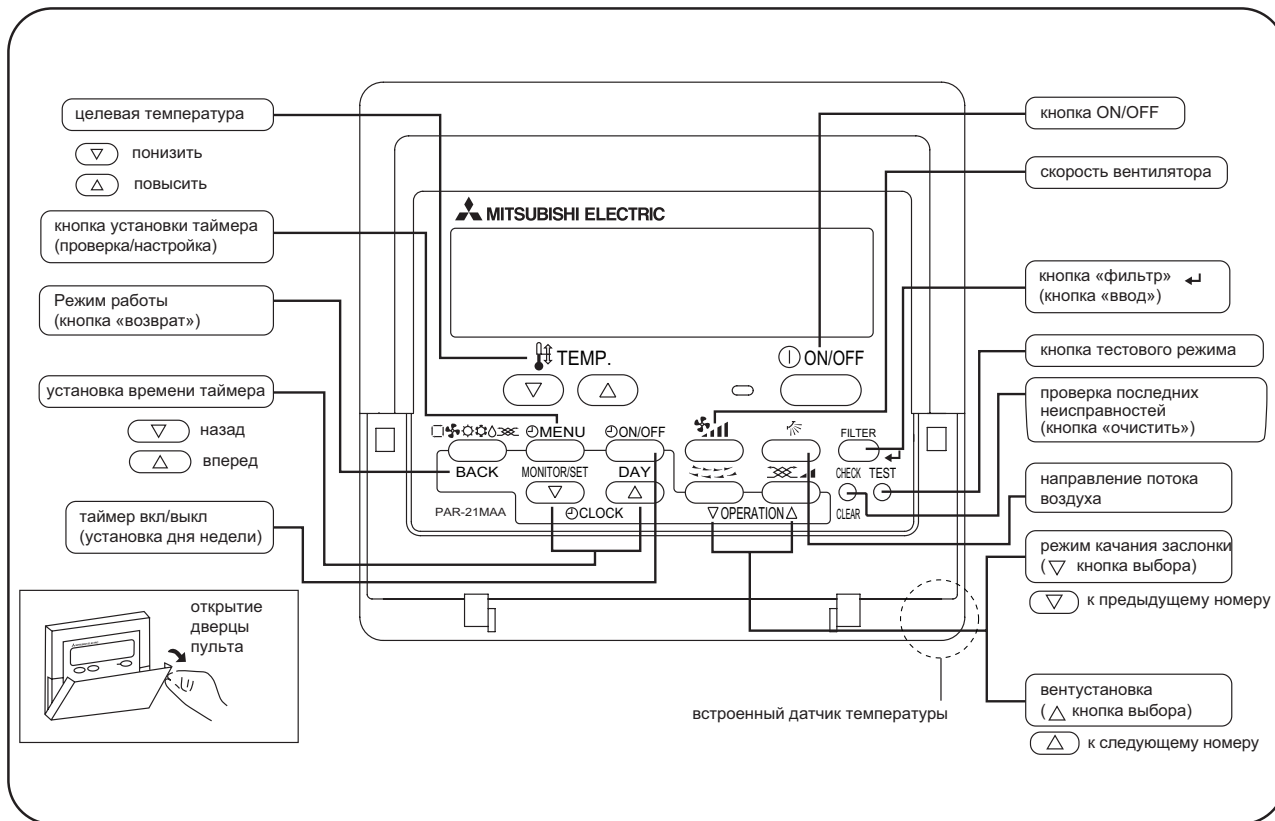 целевая температура
понизить
повысить
кнопка установки таймера
(проверка/настройка)
Режим работы
(кнопка «возврат»)
установка времени таймера
назад
вперед
таймер вкл/выкл
(установка дня недели)
открытие
дверцы
пульта
MITSUBISHI ELECTRIC
TEMP.
ON/OFF
MENU
ON/OFF
FILTER
BACK
MONITOR/SET
DAY
CHECK TEST
PAR-21MAA
CLOCK
▽ OPERATION △
CLEAR
кнопка ON/OFF
скорость вентилятора
кнопка «фильтр» ↵
(кнопка «ввод»)
кнопка тестового режима
проверка последних
неисправностей
(кнопка «очистить»)
направление потока
воздуха
режим качания заслонки
(▽ кнопка выбора)
к предыдущему номеру
вентустановка
(△ кнопка выбора)
к следующему номеру
встроенный датчик температуры